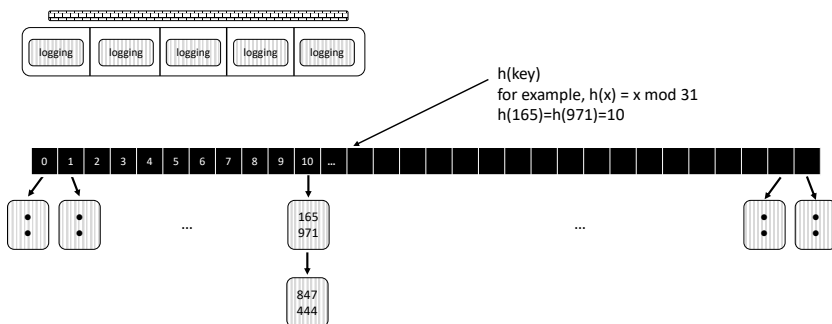 logging logging logging logging logging
h(key)
for example, h(x) = x mod 31
h(165)=h(971)=10
0 1 2 3 4 5 6 7 8 9 10 ...
... ...
165
971
847
444